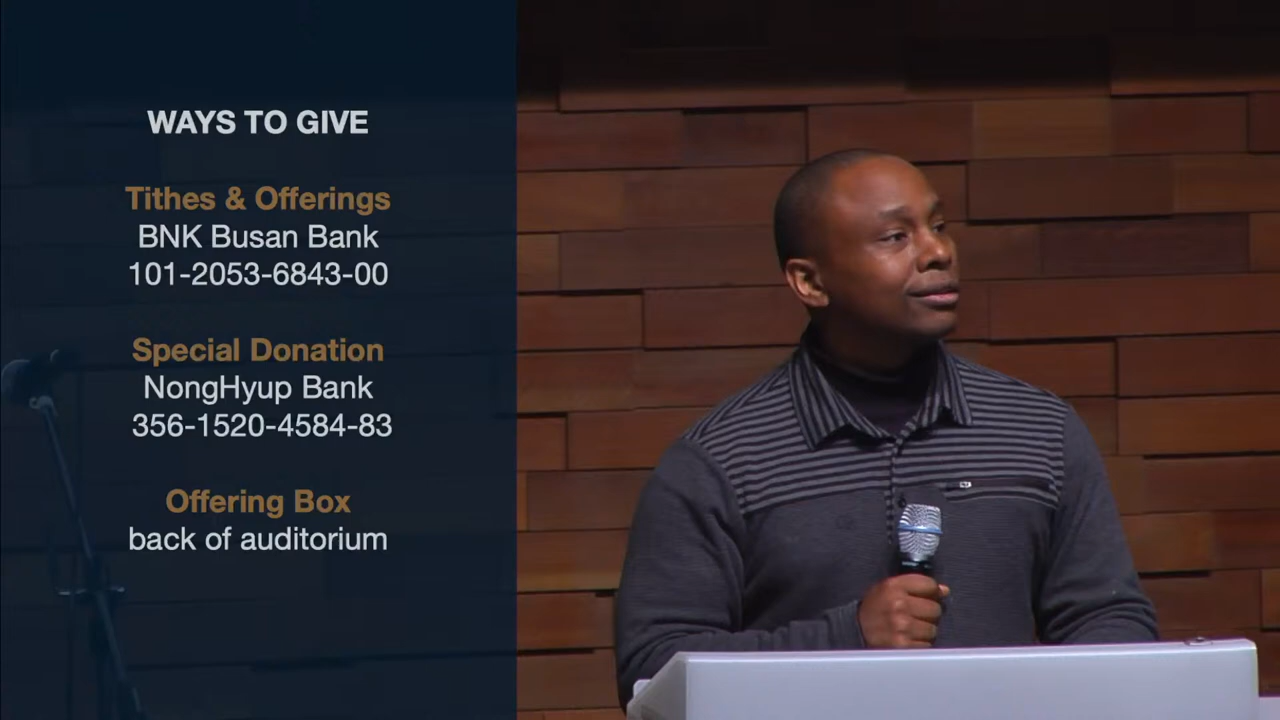 WAYS TO GIVE
Tithes & Offerings
BNK Busan Bank
101-2053-6843-00
Special Donation
NongHyup Bank
356-1520-4584-83
Offering Box
back of auditorium